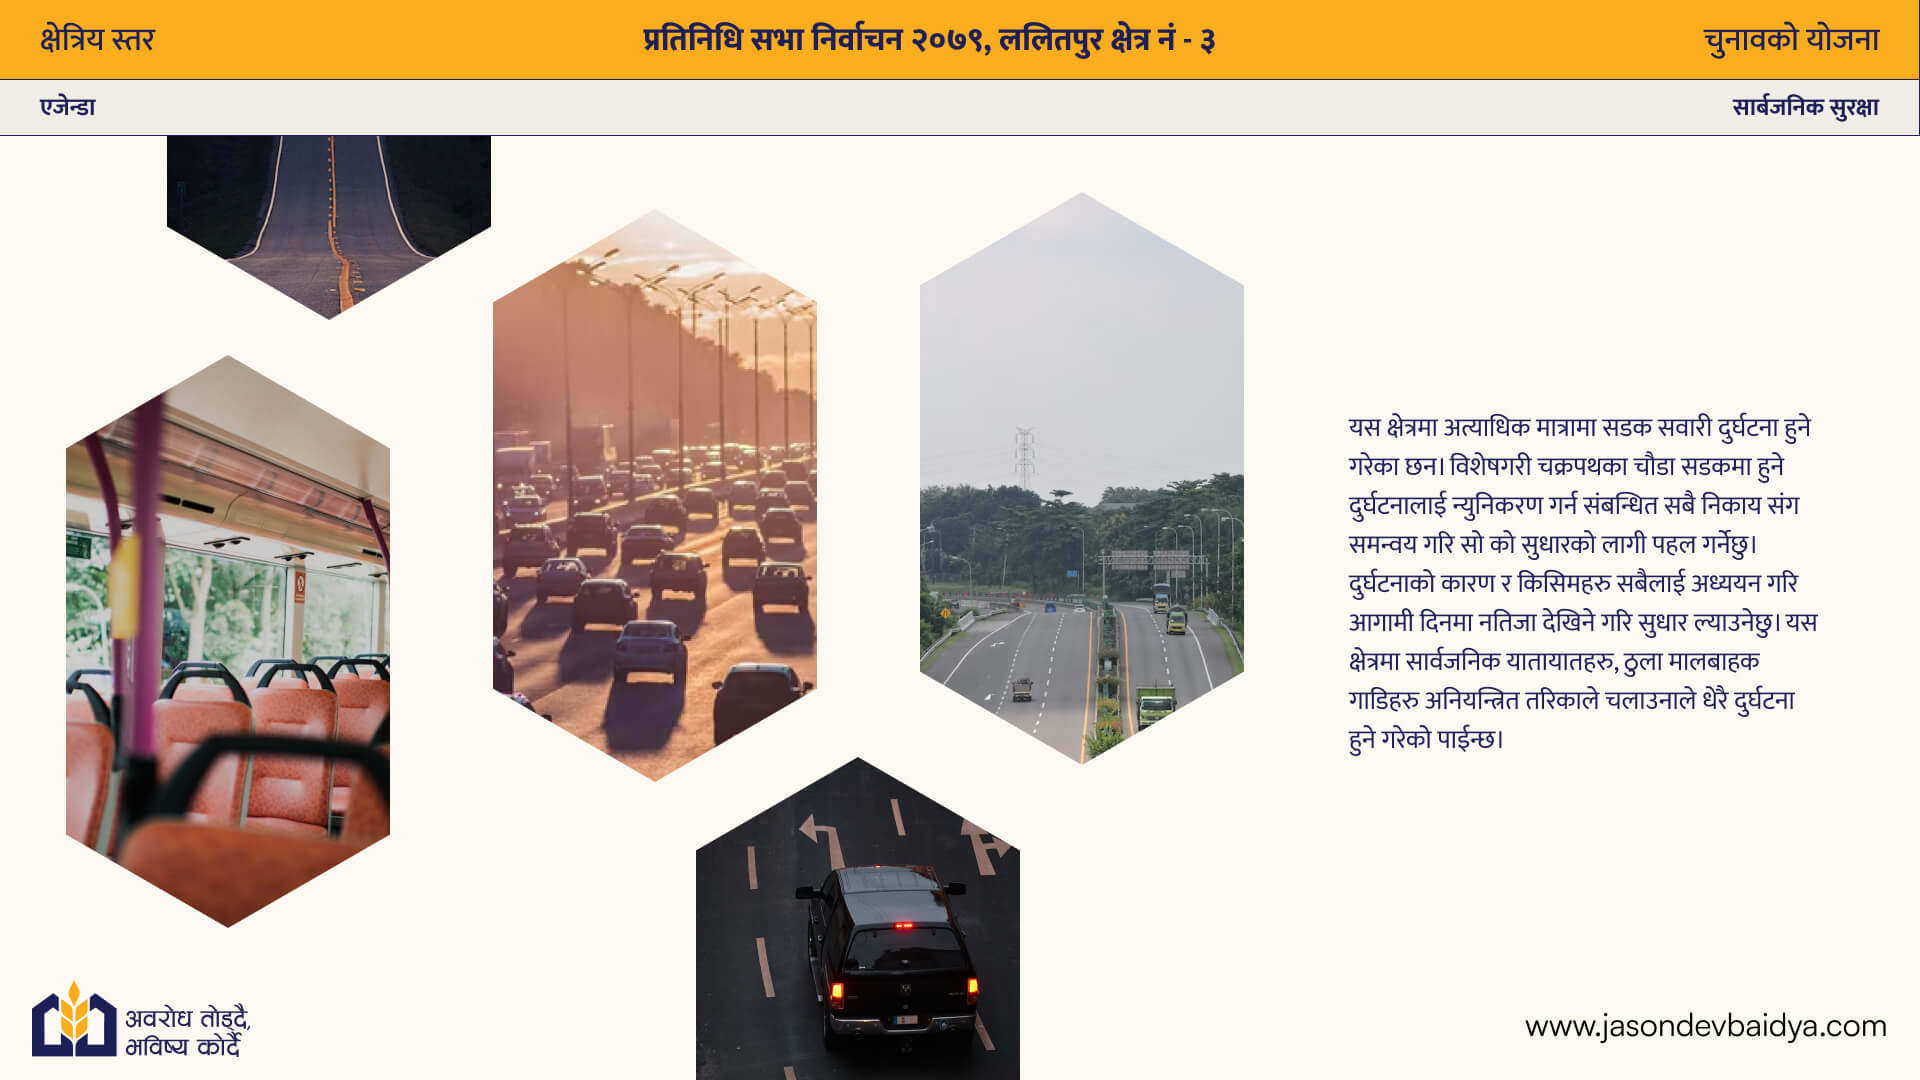 क्षेत्रिय स्तर
प्रतिनिधि सभा निर्वाचन २०७९, ललितपुर क्षेत्र नं - ३
चुनावको योजना
एजेन्डा
सार्बजनिक सुरक्षा
यस क्षेत्रमा अत्याधिक मात्रामा सडक सवारी दुर्घटना हुने
गरेका छन। विशेषगरी चक्रपथका चौडा सडकमा हुने
दुर्घटनालाई न्युनिकरण गर्न संबन्धित सबै निकाय संग
समन्वय गरि सो को सुधारको लागी पहल गर्नेछु।
दुर्घटनाको कारण र किसिमहरु सबैलाई अध्ययन गरि
आगामी दिनमा नतिजा देखिने गरि सुधार ल्याउनेछु। यस
क्षेत्रमा सार्वजनिक यातायातहरु, ठुला मालबाहक
गाडिहरु अनियन्त्रित तरिकाले चलाउनाले धेरै दुर्घटना
हुने गरेको पाईन्छ।
अवरोध तोड्दै,
भविष्य कोर्दै
www.jasondevbaidya.com